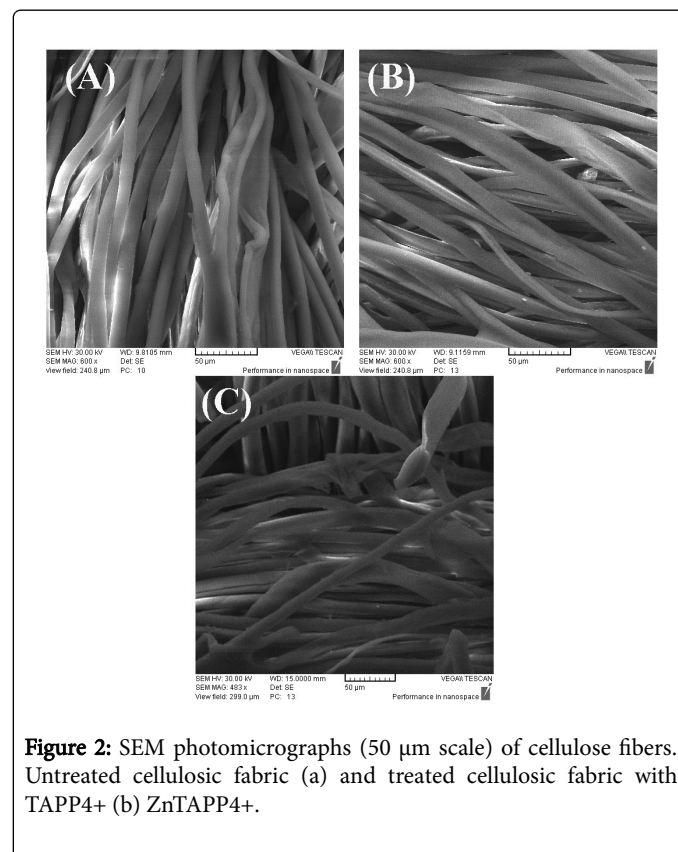 (A)
SEM HV: 30.00 kV WD: 9.8105 mm VEGA\\ TESCAN
SEM MAG: 600 x Det: SE 50 µm
View field: 240.8 µm PC: 10 Performance in nanospace
(B)
SEM HV: 30.00 kV WD: 9.1159 mm VEGA\\ TESCAN
SEM MAG: 600 x Det: SE 50 µm
View field: 240.8 µm PC: 13 Performance in nanospace
(C)
SEM HV: 30.00 kV WD: 15.0000 mm VEGA\\ TESCAN
SEM MAG: 483 x Det: SE 50 µm
View field: 299.0 µm PC: 13 Performance in nanospace
Figure 2: SEM photomicrographs (50 µm scale) of cellulose fibers.
Untreated cellulosic fabric (a) and treated cellulosic fabric with
TAPP4+ (b) ZnTAPP4+.